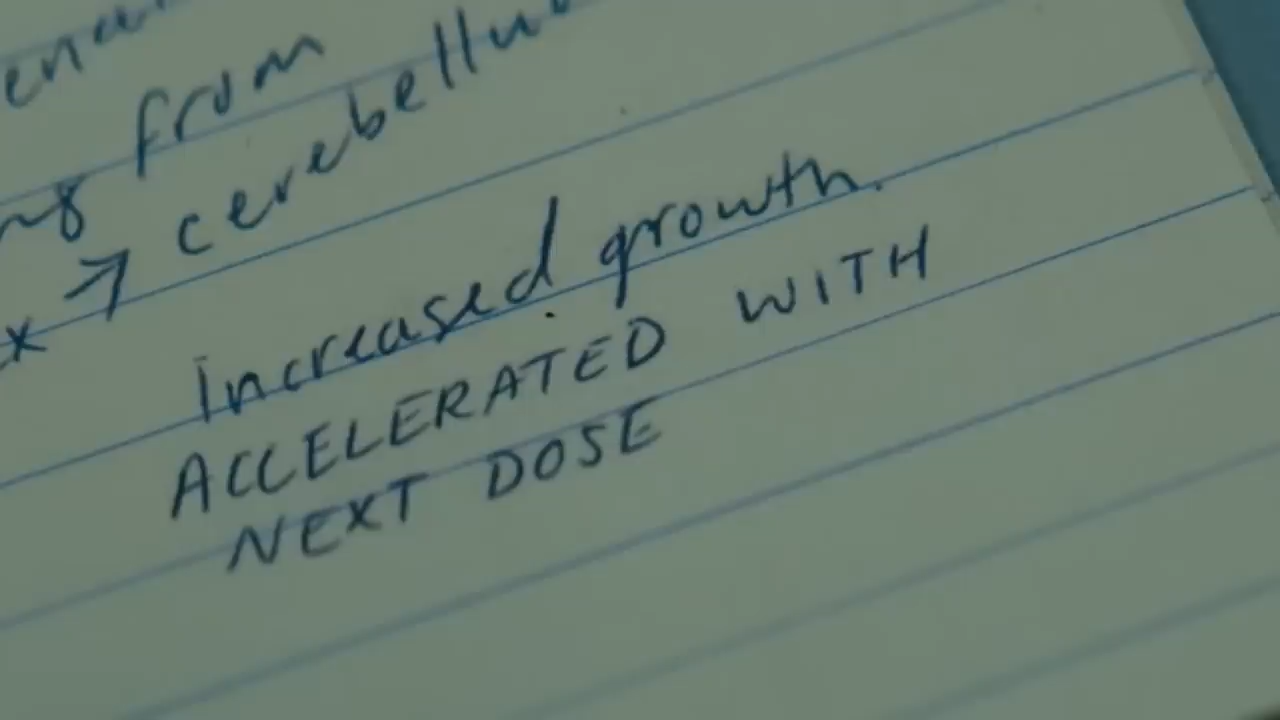 from
→ cerebellu
increased growth.
ACCELERATED WITH
NEXT DOSE